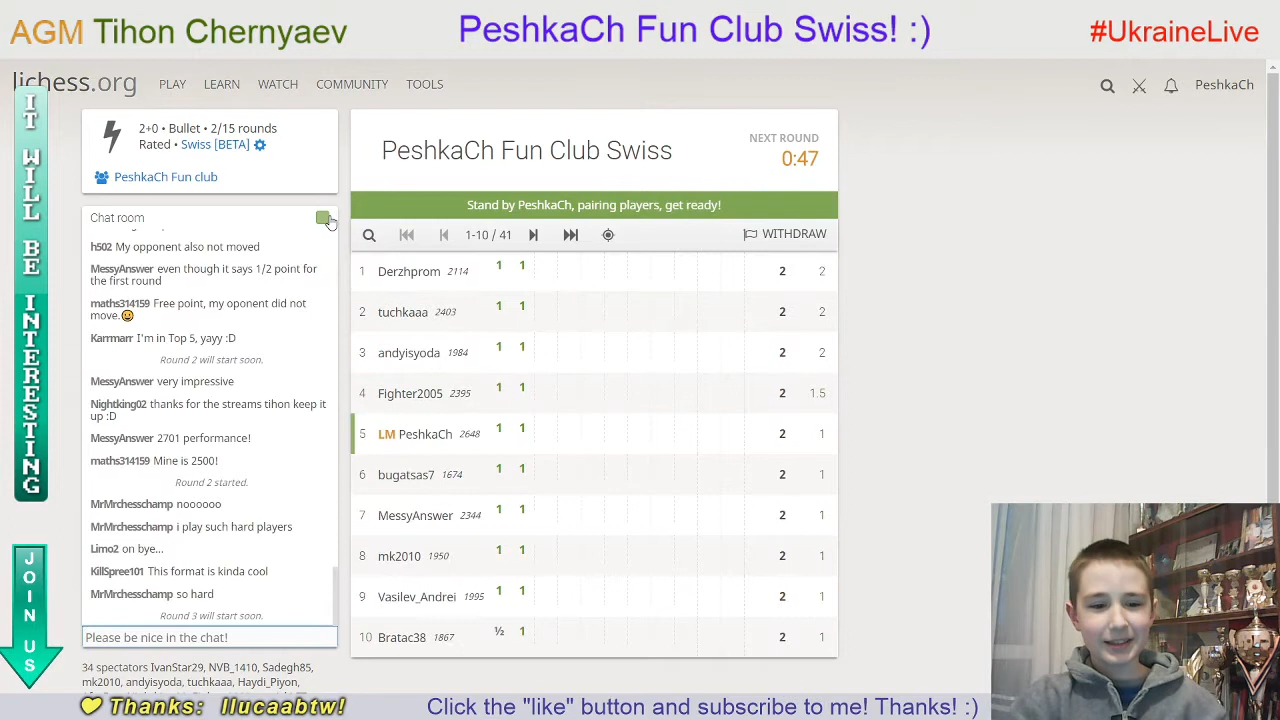 AGM Tihon Chernyaev
PeshkaCh Fun Club Swiss! :)
#UkraineLive
lichess.org
PLAY
LEARN
WATCH
COMMUNITY
TOOLS
PeshkaCh
IT WILL BE INTERESTING
JOIN US
2+0 • Bullet • 2/15 rounds
Rated • Swiss [BETA]
PeshkaCh Fun club
Chat room
h502 My opponent also not moved
MessyAnswer even though it says 1/2 point for
the first round
maths314159 Free point, my oponent did not
move.
Karrmarr I'm in Top 5, yayy :D
Round 2 will start soon.
MessyAnswer very impressive
Nightking02 thanks for the streams tihon keep it
up :D
MessyAnswer 2701 performance!
maths314159 Mine is 2500!
Round 2 started.
MrMrchesschamp noooooo
MrMrchesschamp i play such hard players
Limo2 on bye...
KillSpree101 This format is kinda cool
MrMrchesschamp so hard
Round 3 will start soon.
Please be nice in the chat!
34 spectators IvanStar29, NVB_1410, Sadegh85,
mk2010, andyisyoda, tuchkaaa, Haydi_Piyon,
PeshkaCh Fun Club Swiss
NEXT ROUND
0:47
Stand by PeshkaCh, pairing players, get ready!
1-10 / 41
WITHDRAW
1 Derzhprom 2114 1 1 2 2
2 tuchkaaa 2403 1 1 2 2
3 andyisyoda 1984 1 1 2 2
4 Fighter2005 2395 1 1 2 1.5
5 LM PeshkaCh 2648 1 1 2 1
6 bugatsas7 1674 1 1 2 1
7 MessyAnswer 2344 1 1 2 1
8 mk2010 1950 1 1 2 1
9 Vasilev_Andrei 1995 1 1 2 1
10 Bratac38 1867 ½ 1 2 1
Thanks: llucaabtw!
Click the "like" button and subscribe to me! Thanks! :)